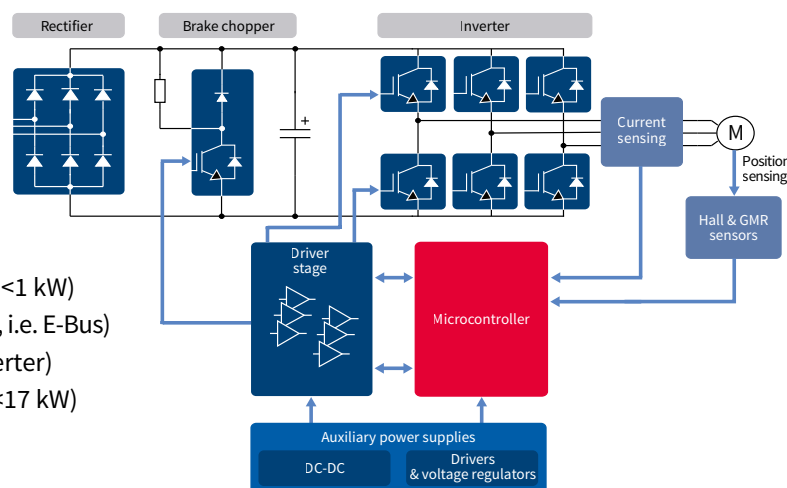 Rectifier
Brake chopper
Inverter
+
Current
sensing
M
Position
sensing
Hall & GMR
sensors
Driver
stage
Microcontroller
<1 kW)
, i.e. E-Bus)
erter)
<17 kW)
Auxiliary power supplies
DC-DC
Drivers
& voltage regulators